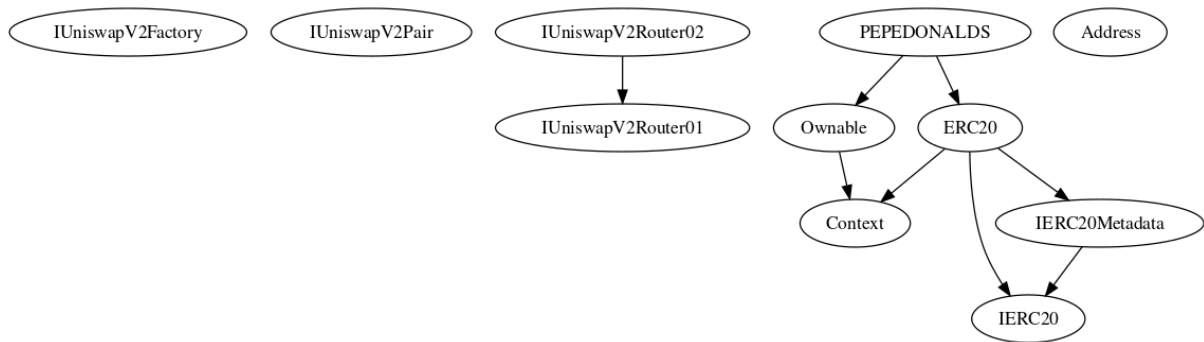 IUniswapV2Factory
IUniswapV2Pair
IUniswapV2Router02
PEPEDONALDS
Address
IUniswapV2Router01
Ownable
ERC20
Context
IERC20Metadata
IERC20